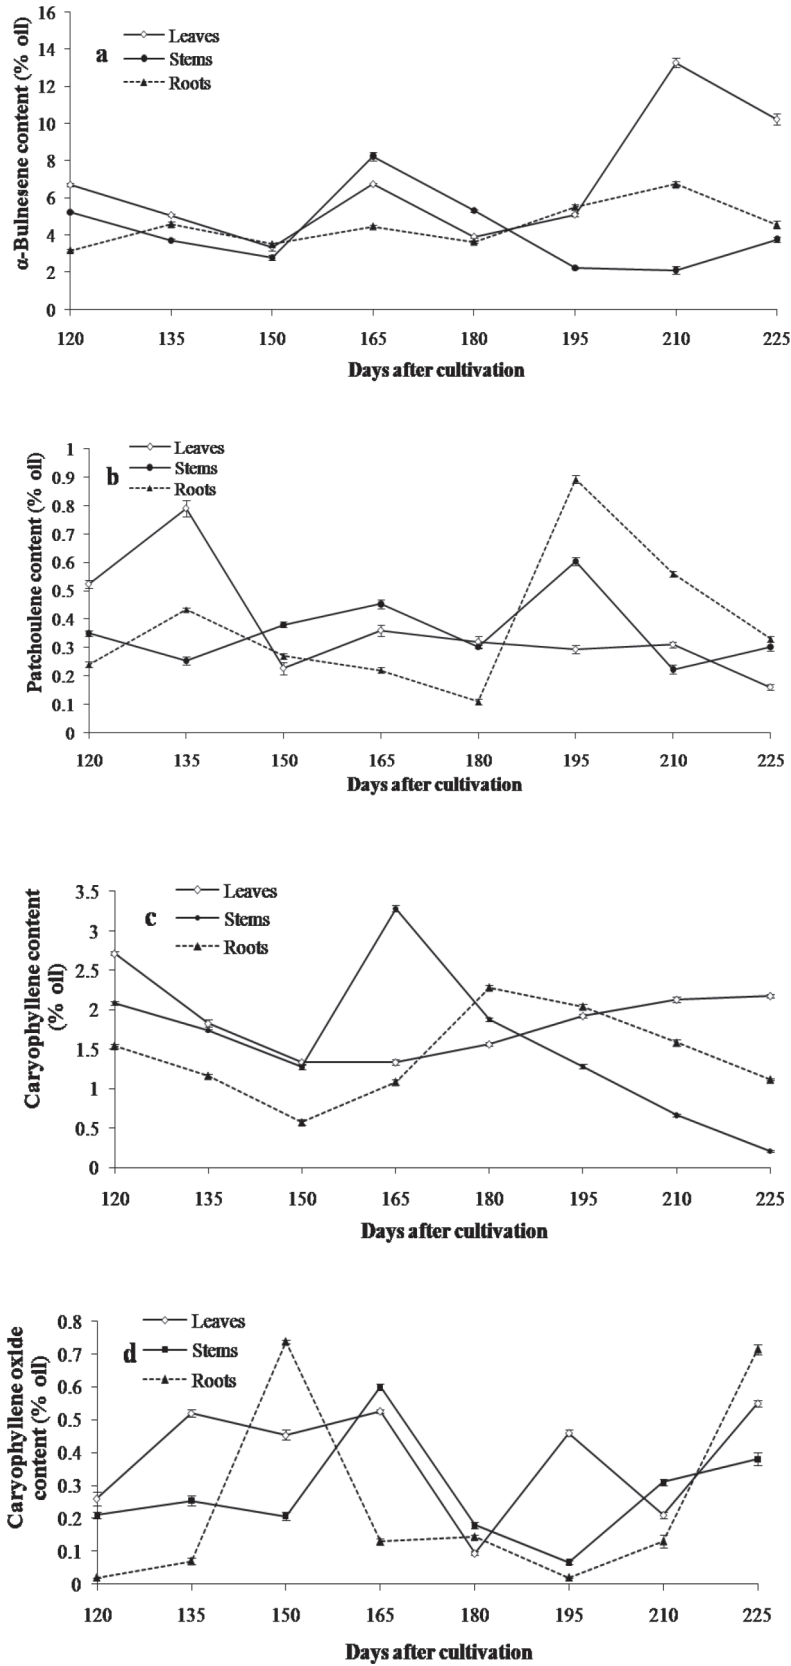 16
14
12
10
8
6
4
2
0
α-Bulnesene content (% oil)
a
Leaves
Stems
Roots
120 135 150 165 180 195 210 225
Days after cultivation
1
0.9
0.8
0.7
0.6
0.5
0.4
0.3
0.2
0.1
0
Patchoulene content (% oil)
b
Leaves
Stems
Roots
120 135 150 165 180 195 210 225
Days after cultivation
3.5
3
2.5
2
1.5
1
0.5
0
Caryophyllene content
(% oil)
c
Leaves
Stems
Roots
120 135 150 165 180 195 210 225
Days after cultivation
0.8
0.7
0.6
0.5
0.4
0.3
0.2
0.1
0
Caryophyllene oxide
content (% oil)
d
Leaves
Stems
Roots
120 135 150 165 180 195 210 225
Days after cultivation